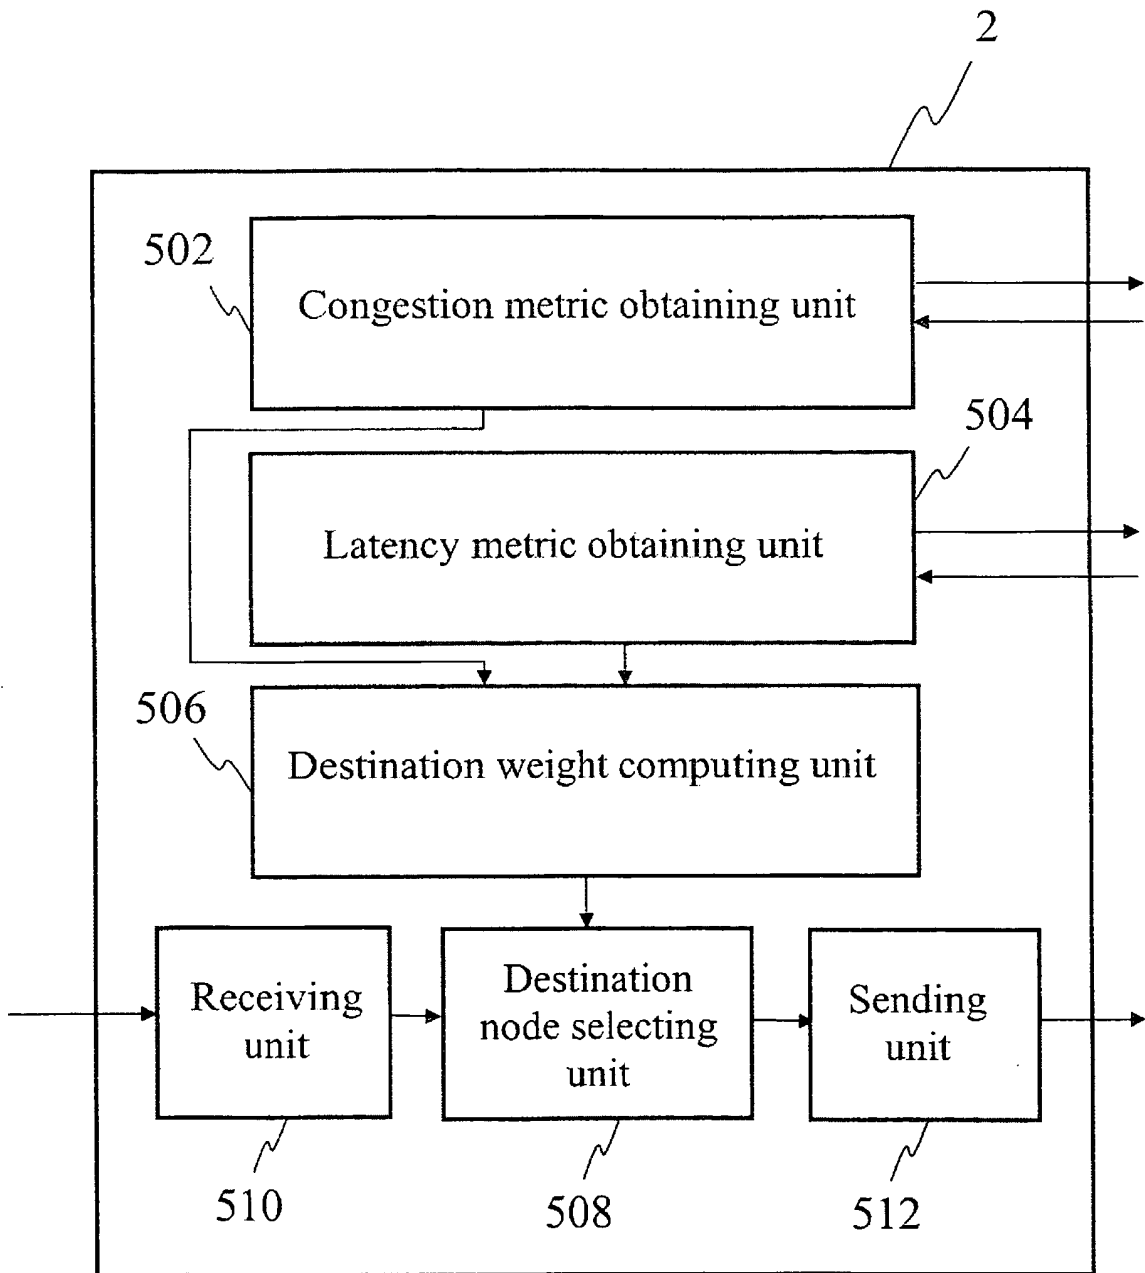 2
502
Congestion metric obtaining unit
504
Latency metric obtaining unit
506
Destination weight computing unit
Receiving
unit
Destination
node selecting
unit
Sending
unit
510
508
512